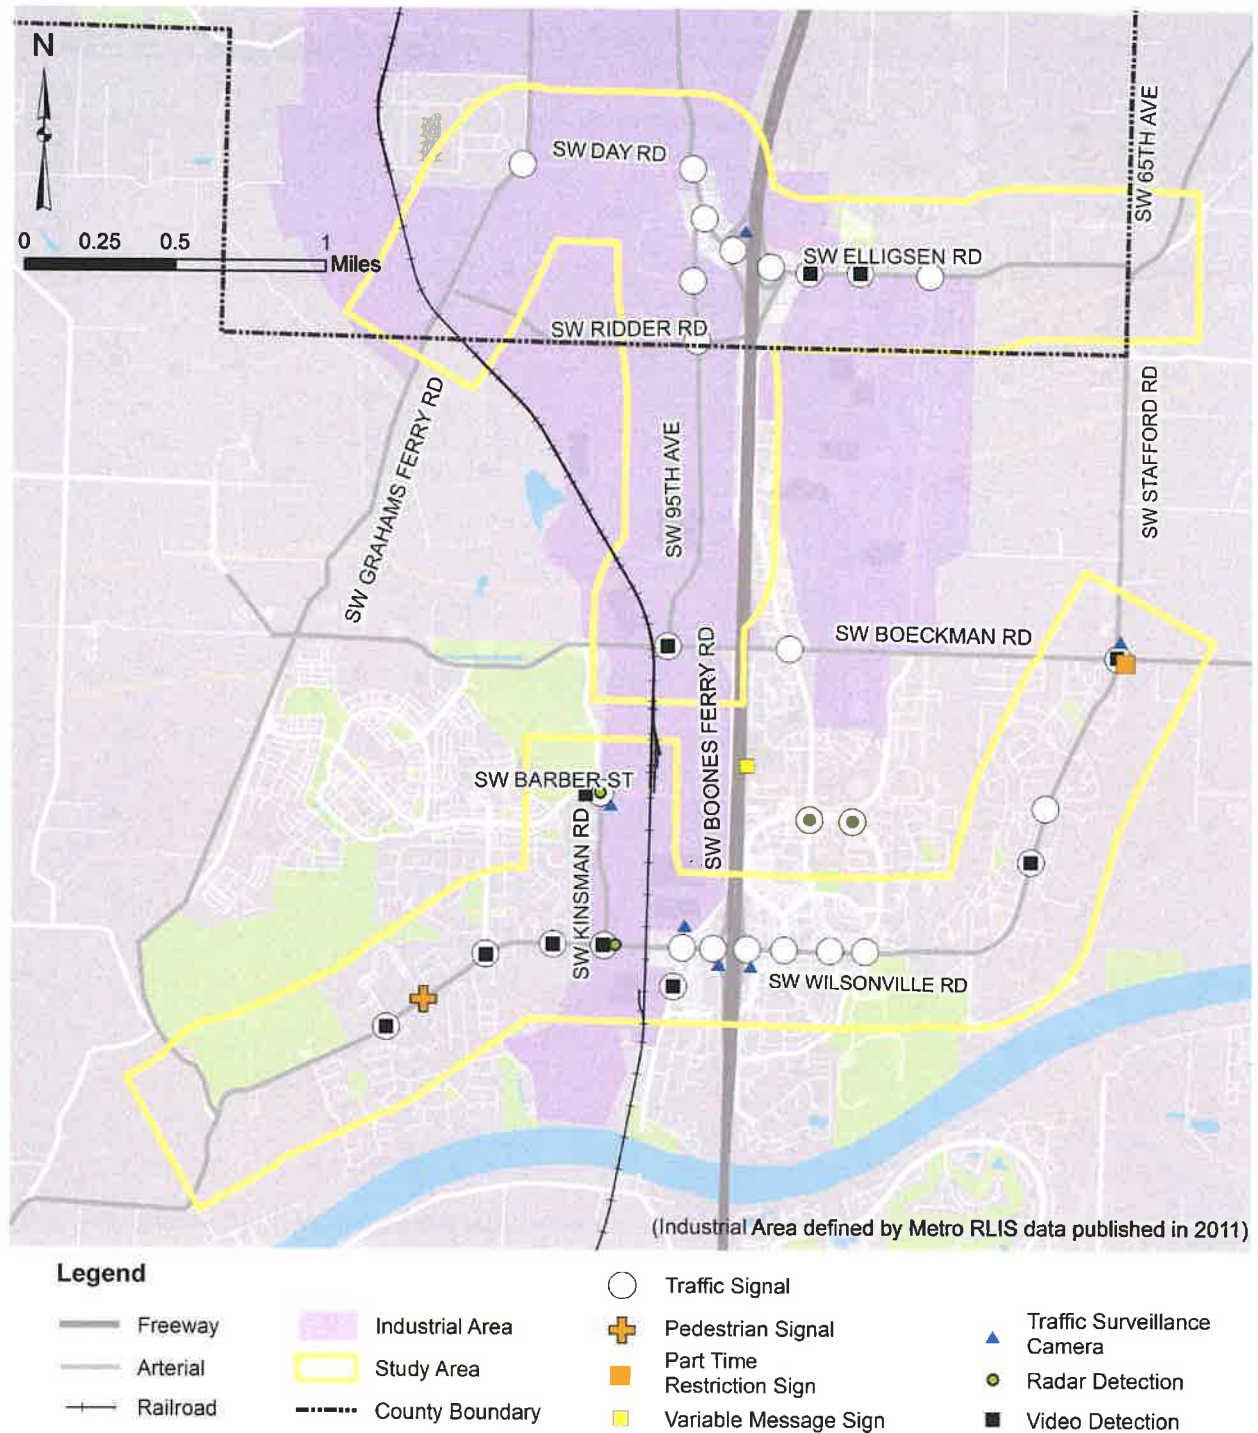 N
0 0.25 0.5 1
Miles
SW DAY RD
SW 65TH AVE
SW ELLIGSEN RD
SW RIDDER RD
SW GRAHAMS FERRY RD
SW 95TH AVE
SW STAFFORD RD
SW BOECKMAN RD
SW BOONES FERRY RD
SW BARBER ST
SW KINSMAN RD
SW WILSONVILLE RD
(Industrial Area defined by Metro RLIS data published in 2011)
Legend
Freeway
Arterial
Railroad
Industrial Area
Study Area
County Boundary
Traffic Signal
Pedestrian Signal
Part Time
Restriction Sign
Variable Message Sign
Traffic Surveillance
Camera
Radar Detection
Video Detection